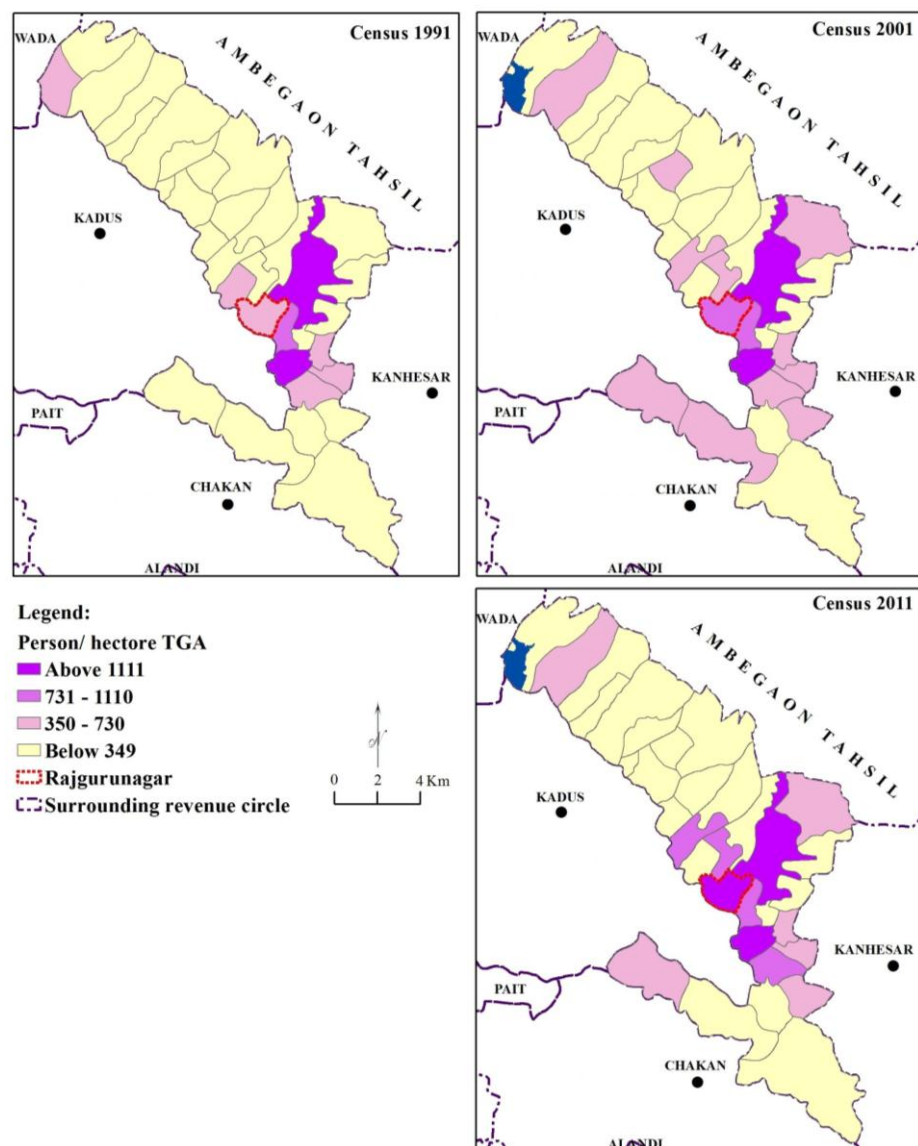 WADA
Census 1991
AMBEGAON TAHSIL
KADUS
KANHESAR
PAIT
CHAKAN
ALANDI
WADA
Census 2001
AMBEGAON TAHSIL
KADUS
KANHESAR
PAIT
CHAKAN
ALANDI
Legend:
Person/ hectore TGA
Above 1111
731 - 1110
350 - 730
Below 349
Rajgurunagar
Surrounding revenue circle
N
0 2 4 Km
WADA
Census 2011
AMBEGAON TAHSIL
KADUS
KANHESAR
PAIT
CHAKAN
ALANDI